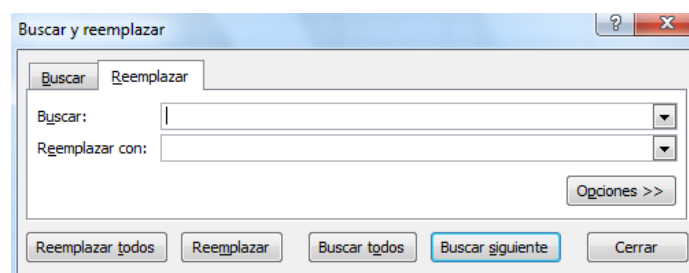 Buscar y reemplazar
Buscar Reemplazar
Buscar:
Reemplazar con:
Opciones >>
Reemplazar todos Reemplazar Buscar todos Buscar siguiente Cerrar